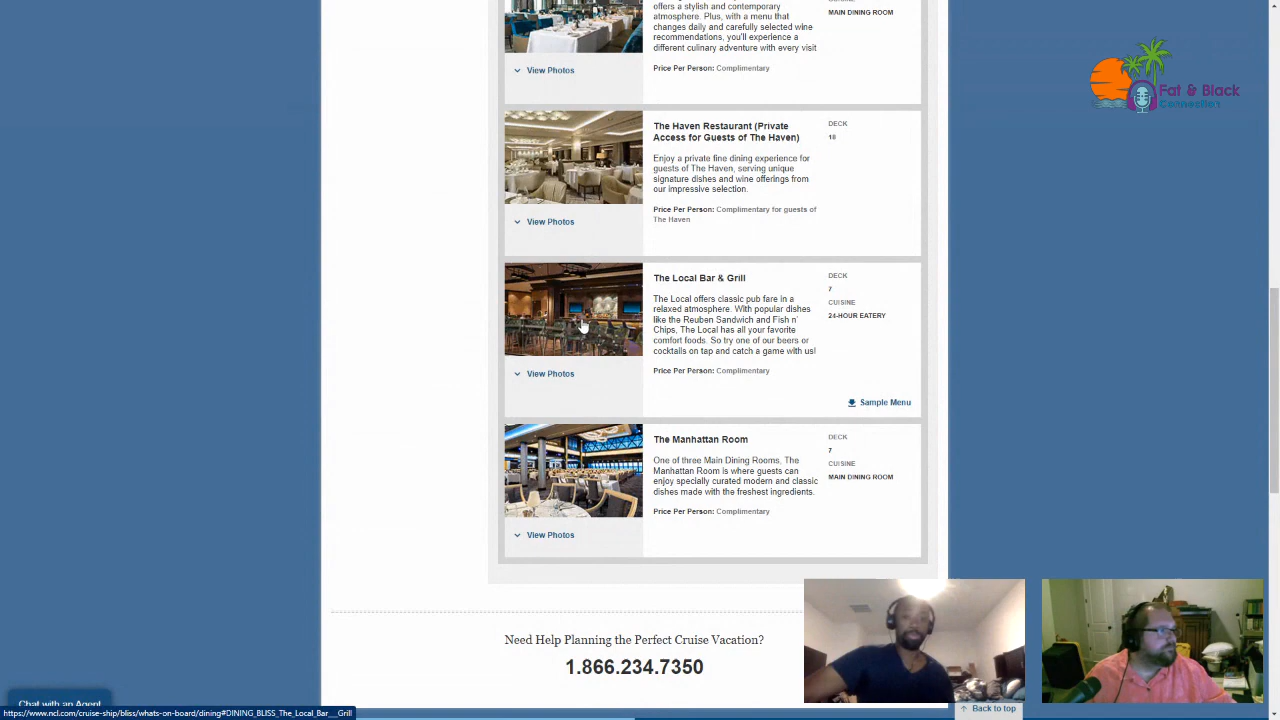 offers a stylish and contemporary
atmosphere. Plus, with a menu that
changes daily and carefully selected wine
recommendations, you'll experience a
different culinary adventure with every visit
Price Per Person: Complimentary
MAIN DINING ROOM
View Photos
The Haven Restaurant (Private
Access for Guests of The Haven)
Enjoy a private fine dining experience for
guests of The Haven, serving unique
signature dishes and wine offerings from
our impressive selection.
Price Per Person: Complimentary for guests of
The Haven
DECK
18
View Photos
The Local Bar & Grill
The Local offers classic pub fare in a
relaxed atmosphere. With popular dishes
like the Reuben Sandwich and Fish n'
Chips, The Local has all your favorite
comfort foods. So try one of our beers or
cocktails on tap and catch a game with us!
Price Per Person: Complimentary
DECK
7
CUISINE
24-HOUR EATERY
View Photos
Sample Menu
The Manhattan Room
One of three Main Dining Rooms, The
Manhattan Room is where guests can
enjoy specially curated modern and classic
dishes made with the freshest ingredients.
Price Per Person: Complimentary
DECK
7
CUISINE
MAIN DINING ROOM
View Photos
Need Help Planning the Perfect Cruise Vacation?
1.866.234.7350
Chat with an Agent
https://www.ncl.com/cruise-ship/bliss/whats-on-board/dining#DINING_BLISS_The_Local_Bar___Grill
Back to top
Fat & Black
Connection